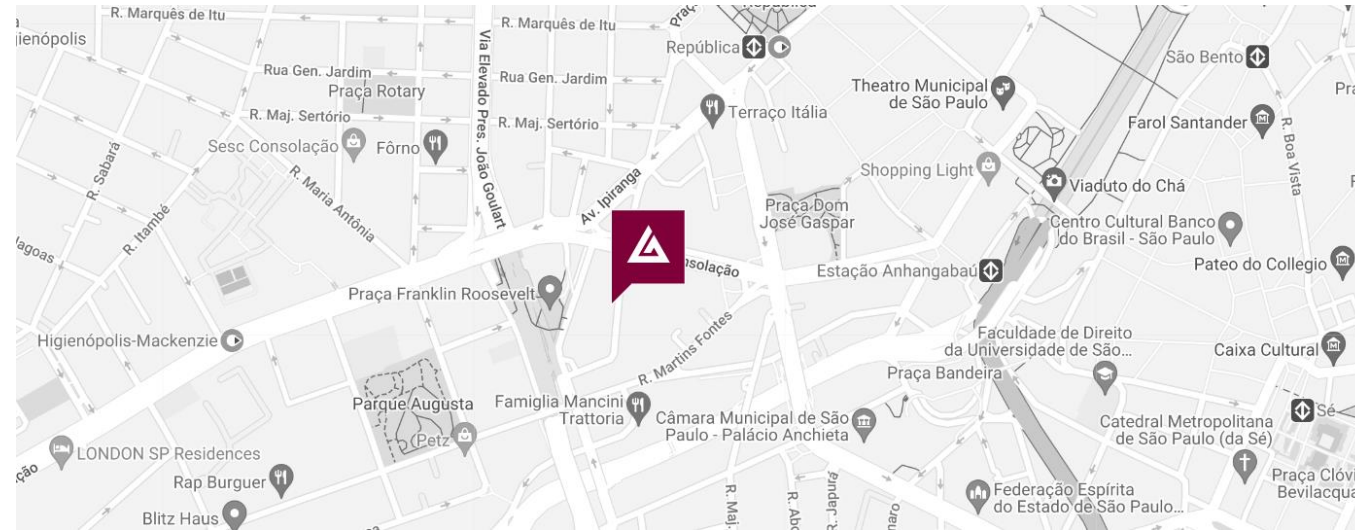 R. Marquês de Itu
R. Marquês de Itu
República
República
São Bento
ienópolis
Rua Gen. Jardim
Rua Gen. Jardim
Praça Rotary
Via Elevado Pres. João Goulart
Theatro Municipal
de São Paulo
Terraço Itália
Farol Santander
R. Maj. Sertório
R. Maj. Sertório
Sesc Consolação
Fôrno
R. Boa Vista
R. Sabará
R. Maria Antônia
Shopping Light
Viaduto do Chá
R. Itambé
Av. Ipiranga
Praça Dom
José Gaspar
Centro Cultural Banco
do Brasil - São Paulo
agoas
nsolação
Estação Anhangabaú
Pateo do Collegio
Praça Franklin Roosevelt
Higienópolis-Mackenzie
R. Martins Fontes
Faculdade de Direito
da Universidade de São...
Praça Bandeira
Caixa Cultural
Parque Augusta
Famiglia Mancini
Trattoria
Câmara Municipal de São
Paulo - Palácio Anchieta
Sé
Catedral Metropolitana
de São Paulo (da Sé)
Petz
LONDON SP Residences
ação
Rap Burguer
Praça Clóvi
Bevilacqua
Federação Espírita
do Estado de São Paulo...
Blitz Haus
R. Maj.
R. Abo